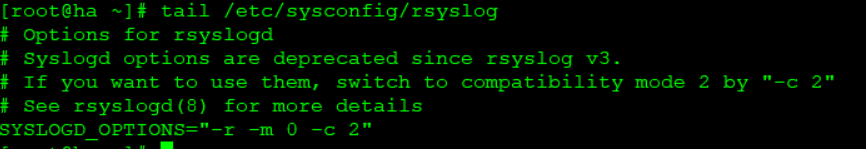 [root@ha ~]# tail /etc/sysconfig/rsyslog
# Options for rsyslogd
# Syslogd options are deprecated since rsyslog v3.
# If you want to use them, switch to compatibility mode 2 by "-c 2"
# See rsyslogd(8) for more details
SYSLOGD_OPTIONS="-r -m 0 -c 2"
[root@ha ~]#